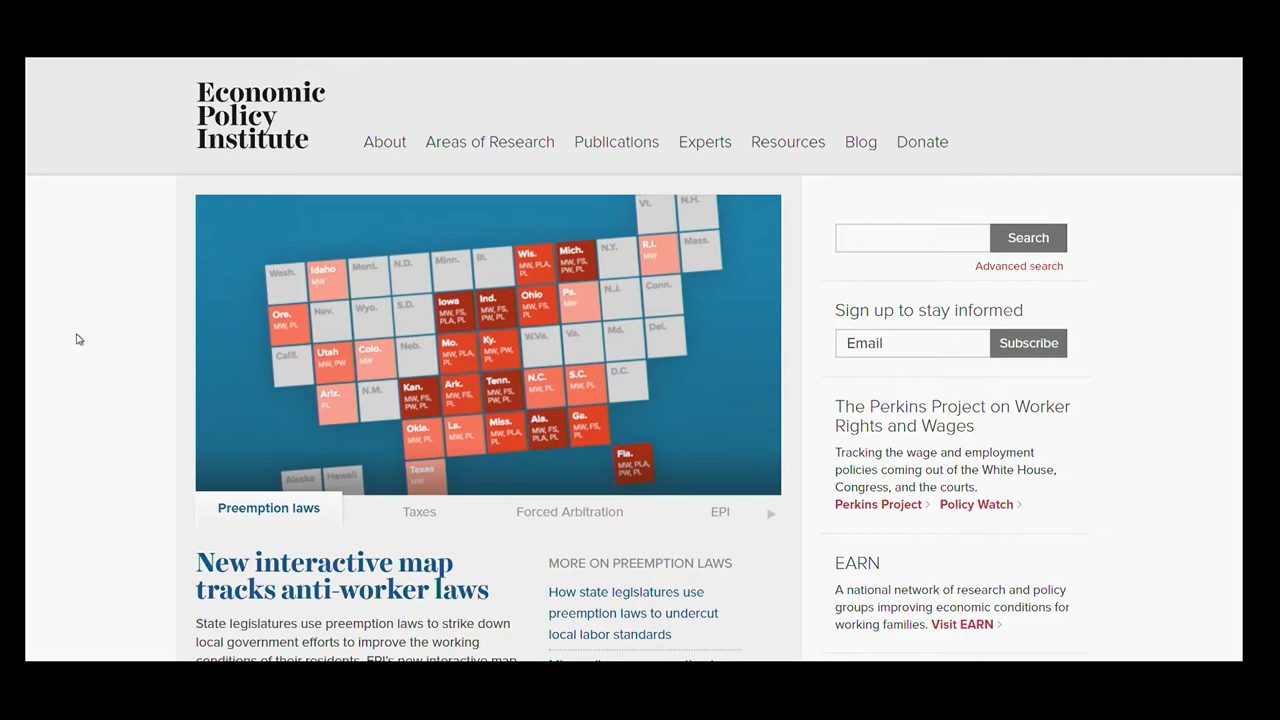 Economic
Policy
Institute
About Areas of Research Publications Experts Resources Blog Donate
Vt. N.H.
Wash. Idaho Mont. N.D. Minn. Ill. Wis. Mich. N.Y. R.I. Mass.
MW MW, PLA, PL MW, FS, PW, PL MW
Ore. Nev. Wyo. S.D. Iowa Ind. Ohio Pa. N.J. Conn.
MW, PL MW, FS, PLA, PL MW, FS, PW, PL MW, FS, PL MW
Calif. Utah Colo. Neb. Mo. Ky. W.Va. Va. Md. Del.
MW, PW MW MW, PLA, PL MW, PW, PL
Ariz. N.M. Kan. Ark. Tenn. N.C. S.C. D.C.
PL MW, FS, PW, PL MW, FS, PL MW, FS, PW, PL MW, PL MW, PL
Okla. La. Miss. Ala. Ga.
MW, PL MW, PL MW, PLA, PL MW, FS, PLA, PL MW, FS, PL
Alaska Hawaii Texas Fla.
MW MW, PLA, PW, PL
Preemption laws Taxes Forced Arbitration EPI
New interactive map
tracks anti-worker laws
State legislatures use preemption laws to strike down
local government efforts to improve the working
conditions of their residents. EPI's new interactive map
MORE ON PREEMPTION LAWS
How state legislatures use
preemption laws to undercut
local labor standards
Search
Advanced search
Sign up to stay informed
Email Subscribe
The Perkins Project on Worker
Rights and Wages
Tracking the wage and employment
policies coming out of the White House,
Congress, and the courts.
Perkins Project › Policy Watch ›
EARN
A national network of research and policy
groups improving economic conditions for
working families. Visit EARN ›